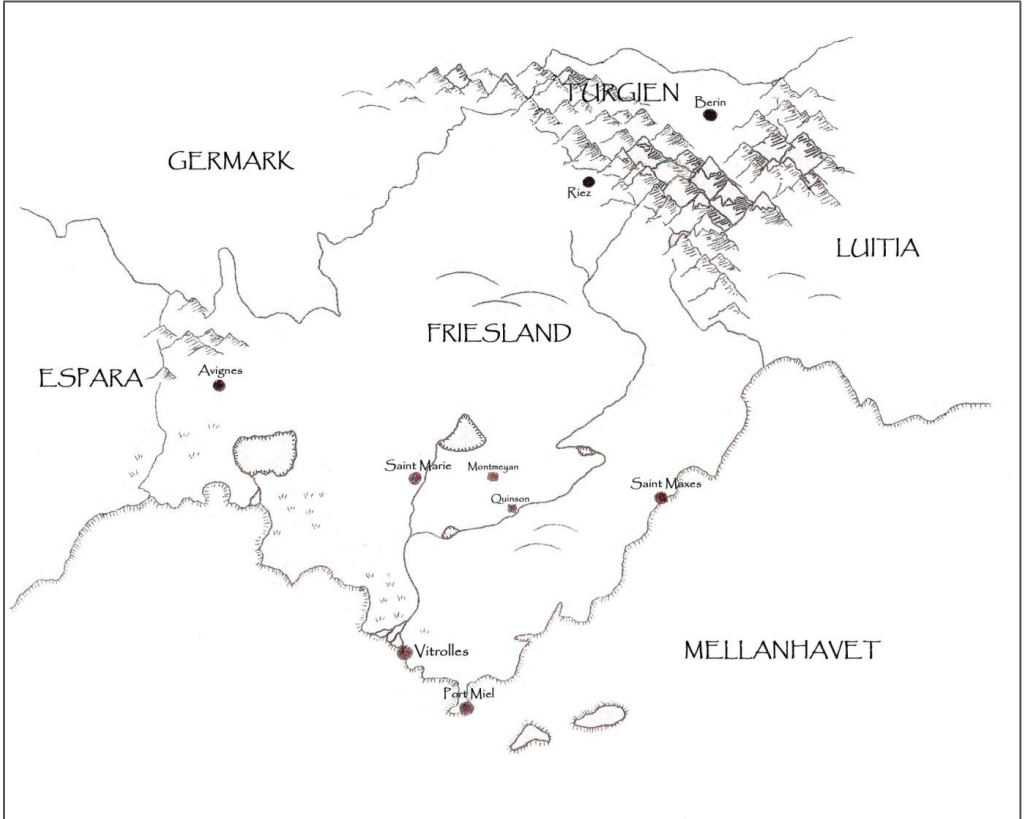 TURGIEN
Berin
GERMARK
Riez
LUITIA
FRIESLAND
ESPARA
Avignes
Saint Marie
Montmeyan
Saint Maxes
Quinson
MELLANHAVET
Vitrolles
Port Miel